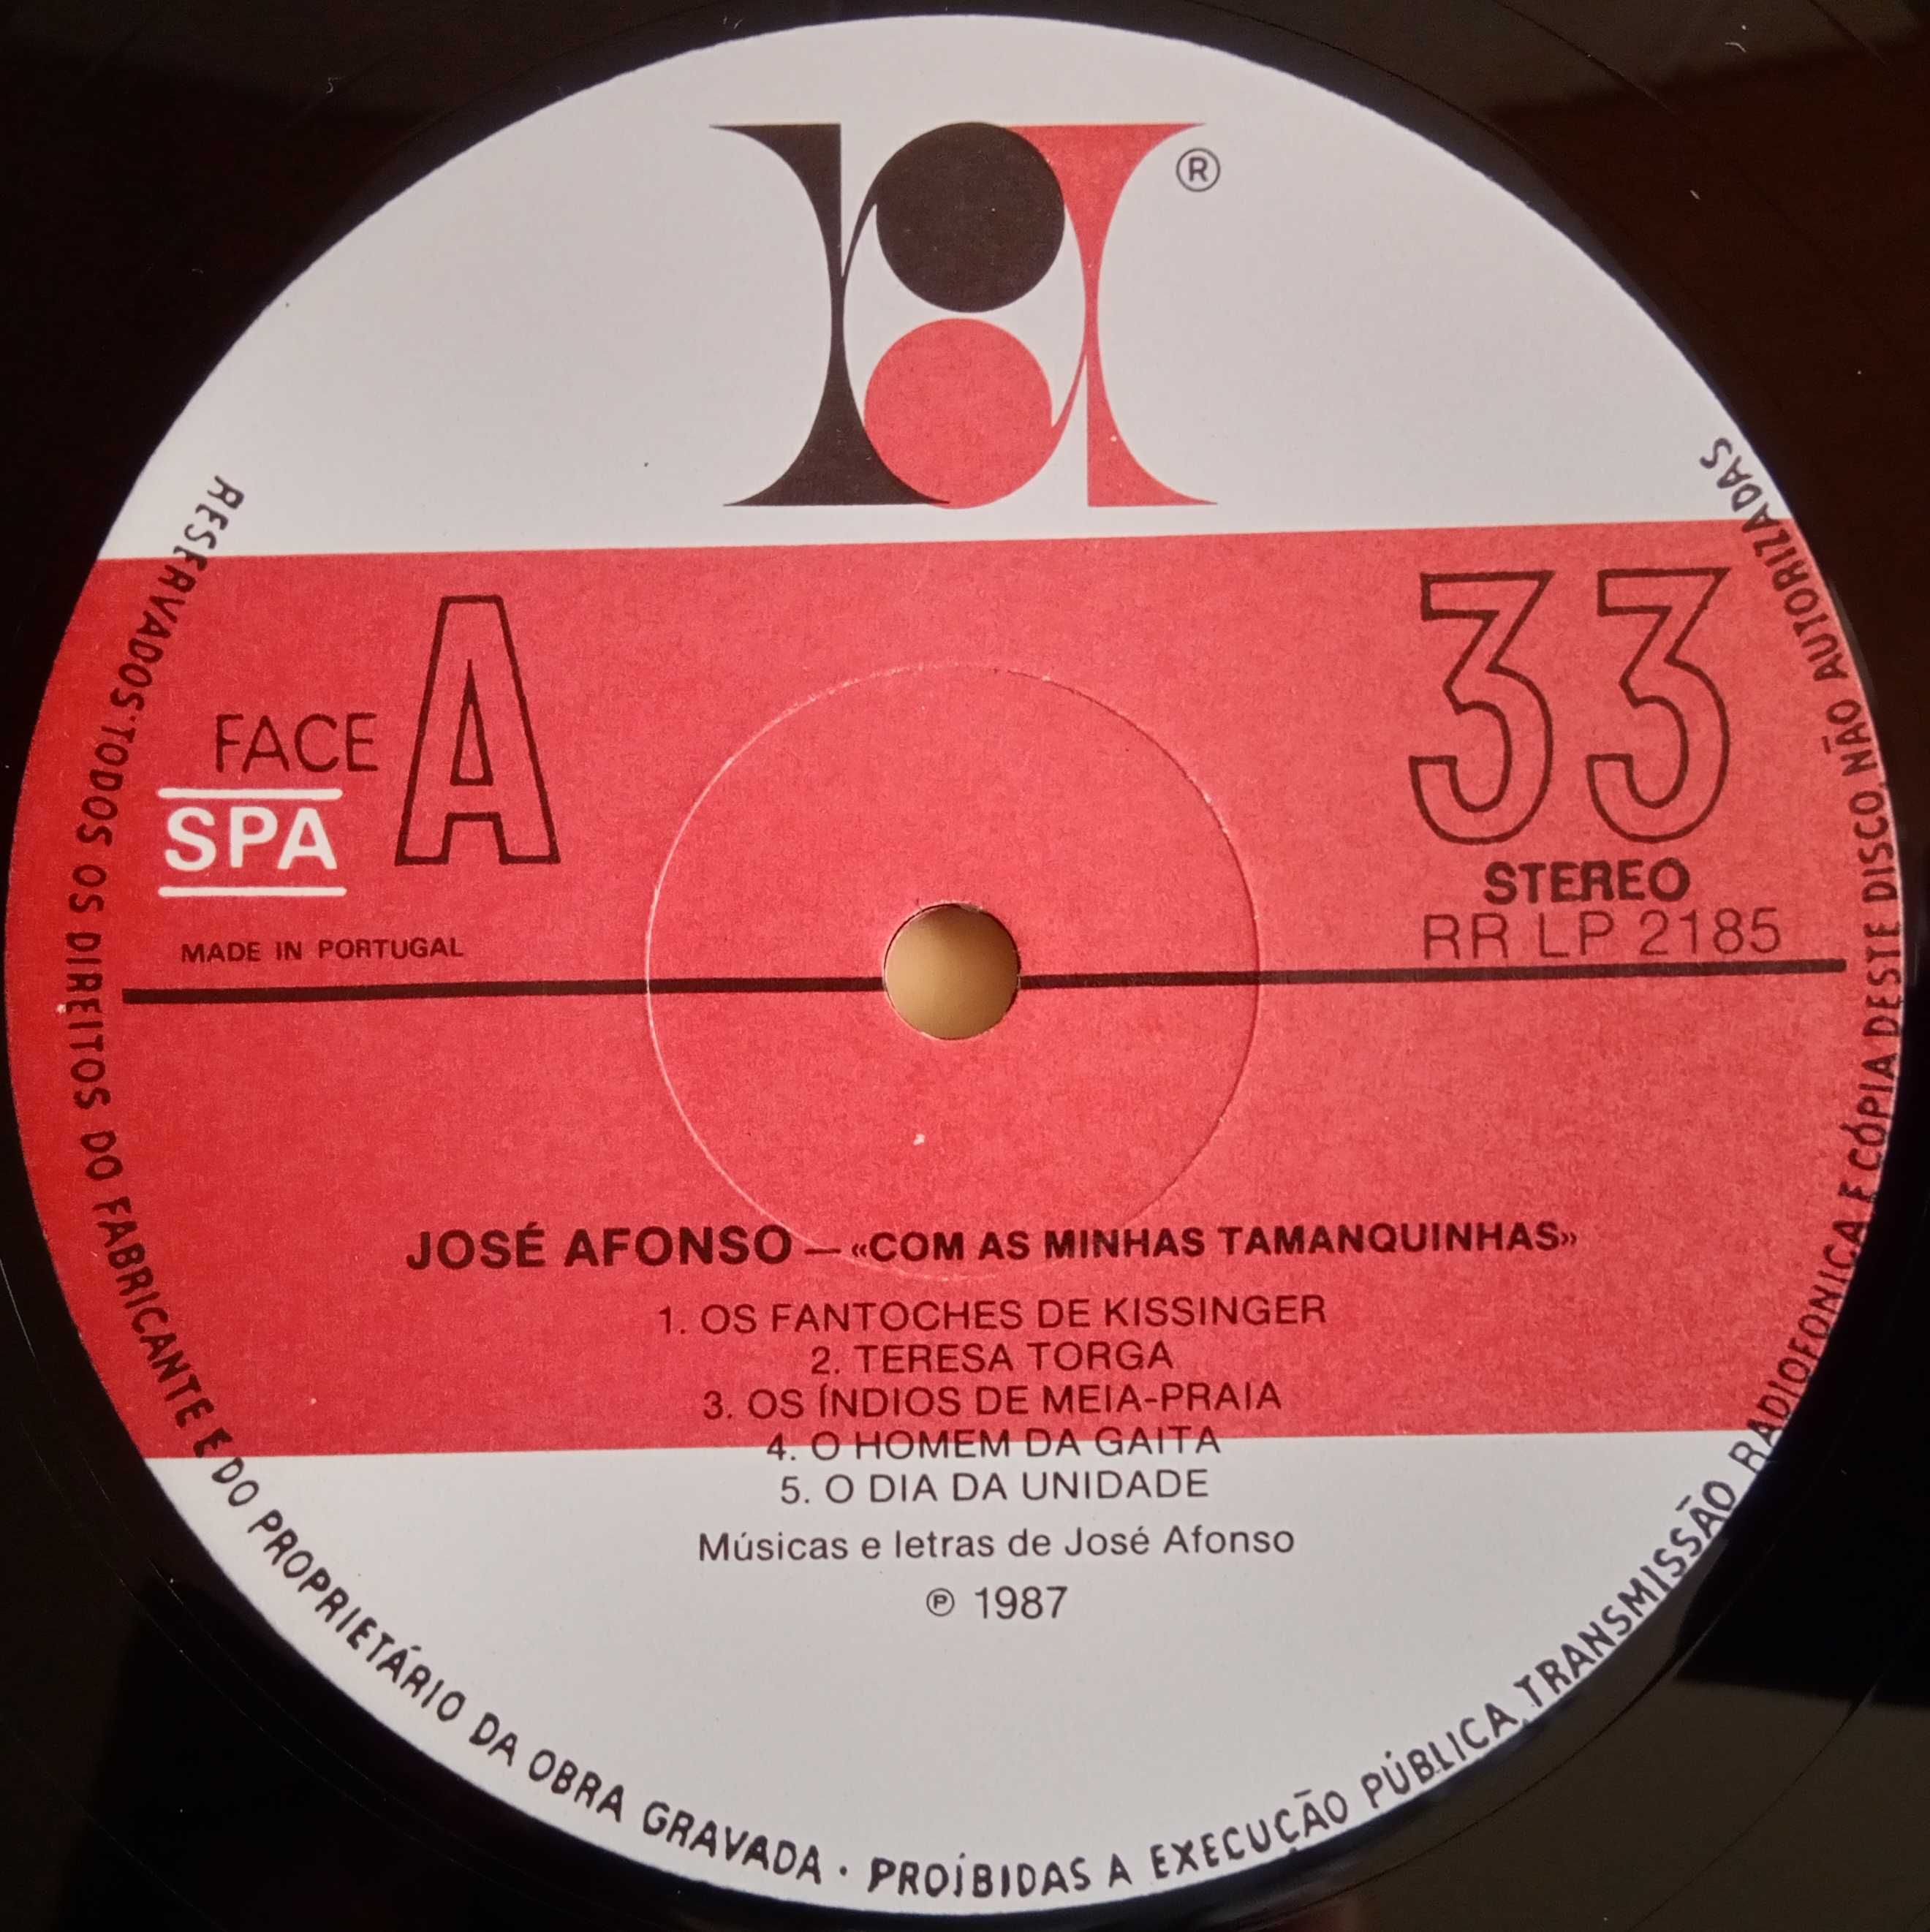 ®
FACE A
33
SPA
STEREO
RR LP 2185
MADE IN PORTUGAL
JOSÉ AFONSO — «COM AS MINHAS TAMANQUINHAS»
1. OS FANTOCHES DE KISSINGER
2. TERESA TORGA
3. OS ÍNDIOS DE MEIA-PRAIA
4. O HOMEM DA GAITA
5. O DIA DA UNIDADE
Músicas e letras de José Afonso
℗ 1987
RESERVADOS TODOS OS DIREITOS DO FABRICANTE E DO PROPRIETÁRIO DA OBRA GRAVADA · PROÍBIDAS A EXECUÇÃO PÚBLICA, TRANSMISSÃO RADIOFONICA E CÓPIA DESTE DISCO, NÃO AUTORIZADAS